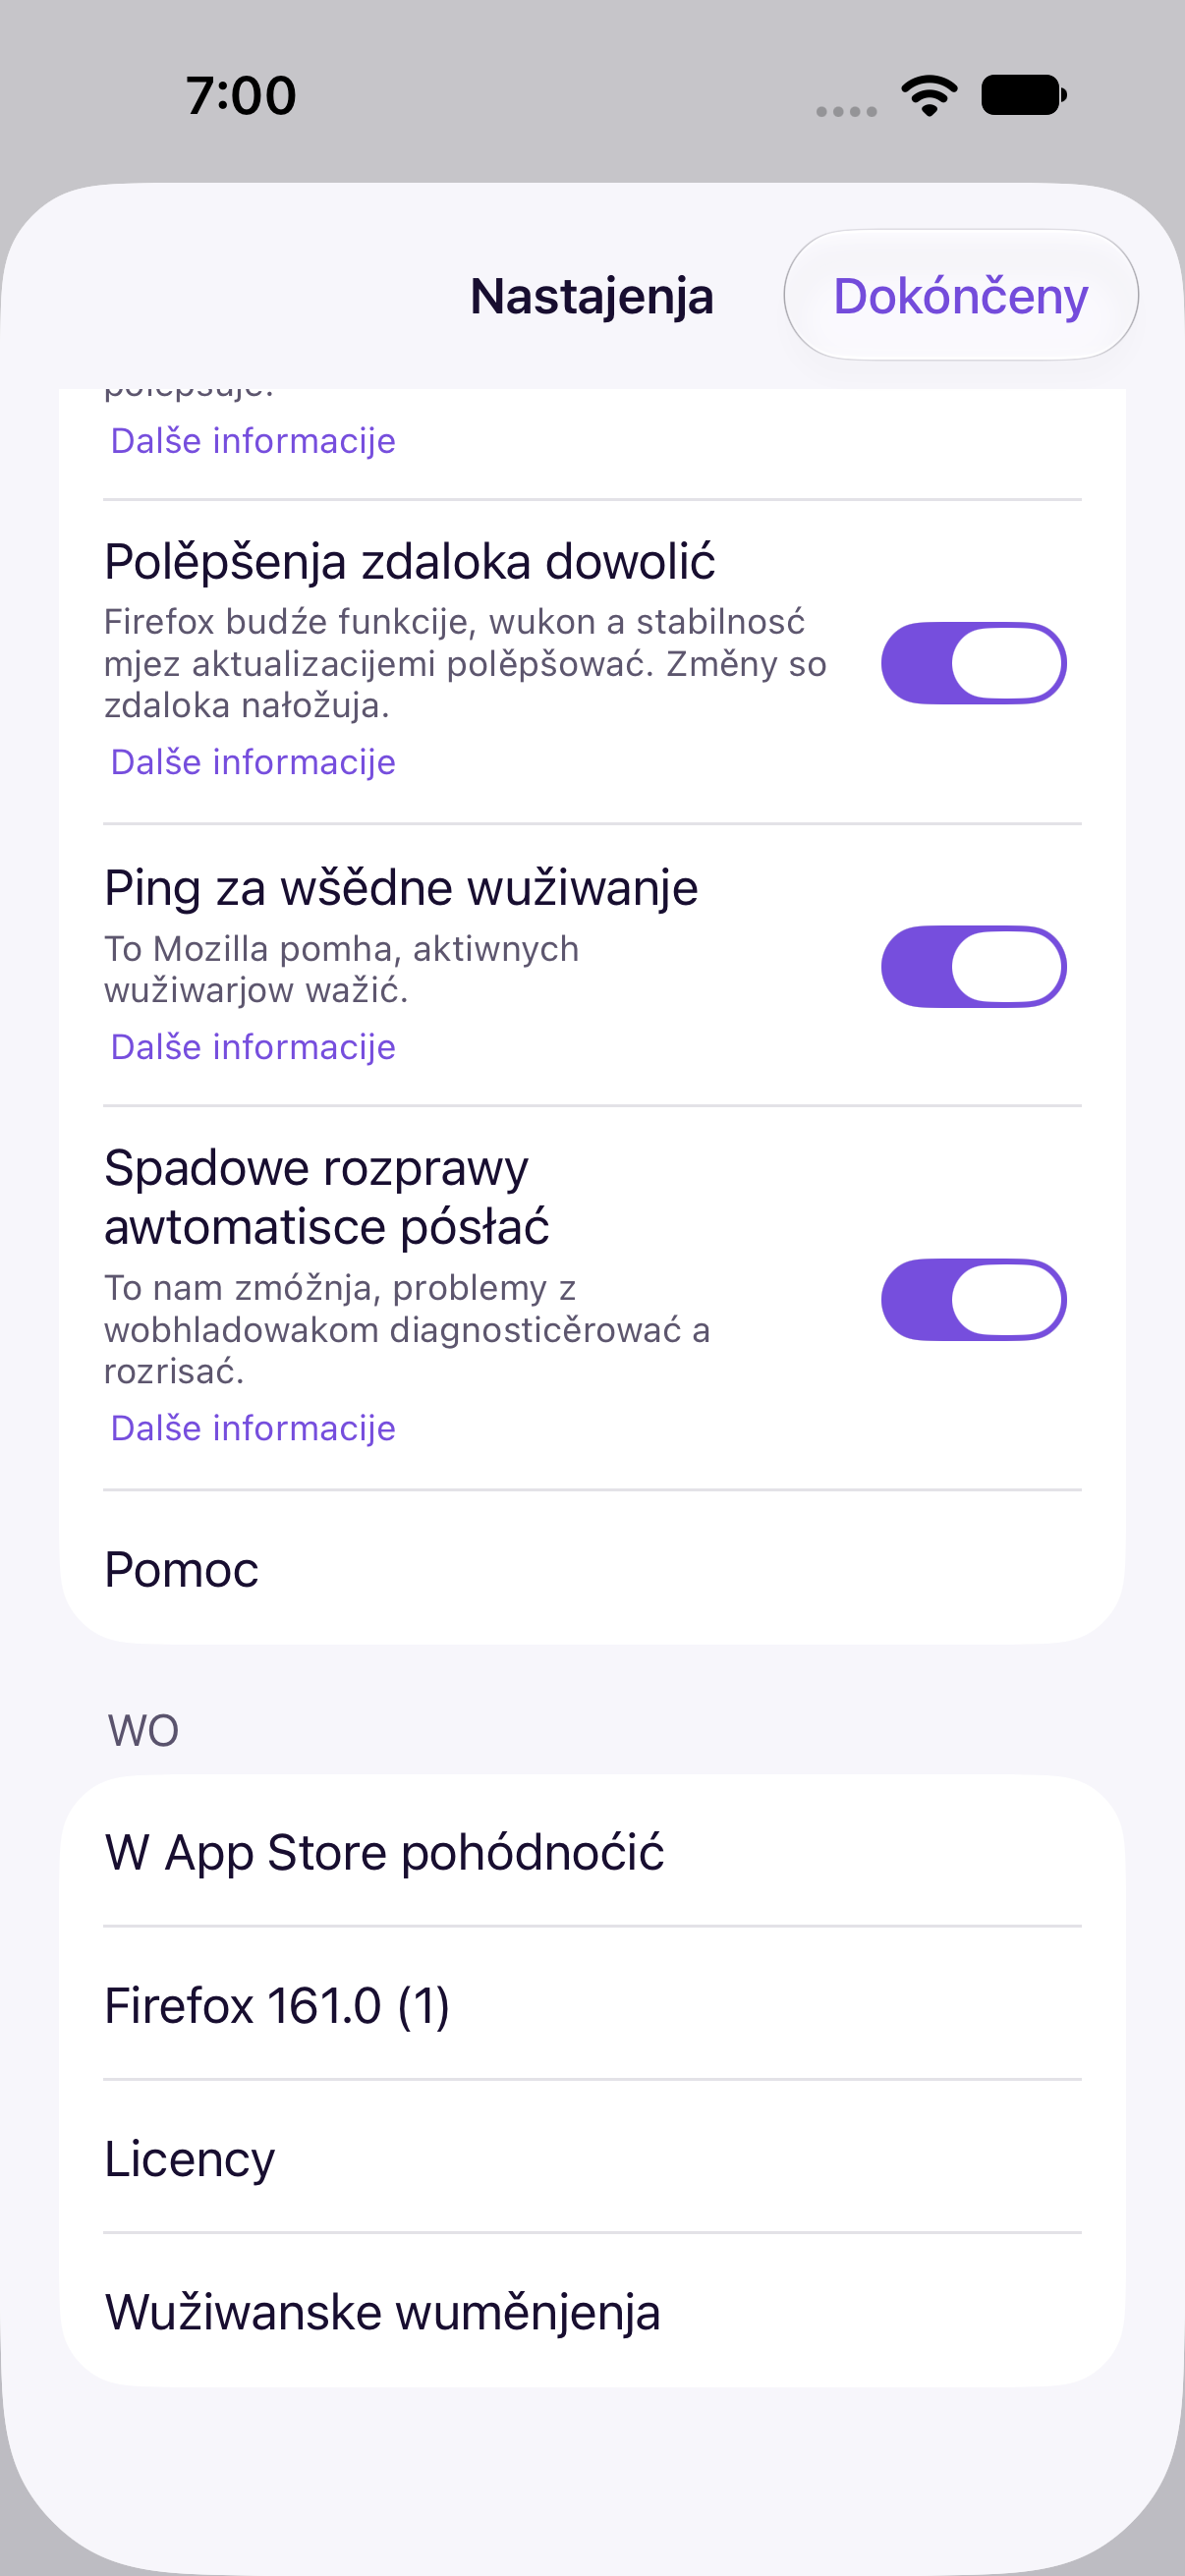 7:00
Nastajenja
Dokónčeny
Dalše informacije
Polěpšenja zdaloka dowolić
Firefox budźe funkcije, wukon a stabilnosć
mjez aktualizacijemi polěpšować. Změny so
zdaloka nałožuja.
Dalše informacije
Ping za wšědne wužiwanje
To Mozilla pomha, aktiwnych
wužiwarjow ważić.
Dalše informacije
Spadowe rozprawy
awtomatisce pósłać
To nam zmóžnja, problemy z
wobhladowakom diagnosticěrować a
rozrisać.
Dalše informacije
Pomoc
WO
W App Store pohódnoćić
Firefox 161.0 (1)
Licency
Wužiwanske wuměnjenja